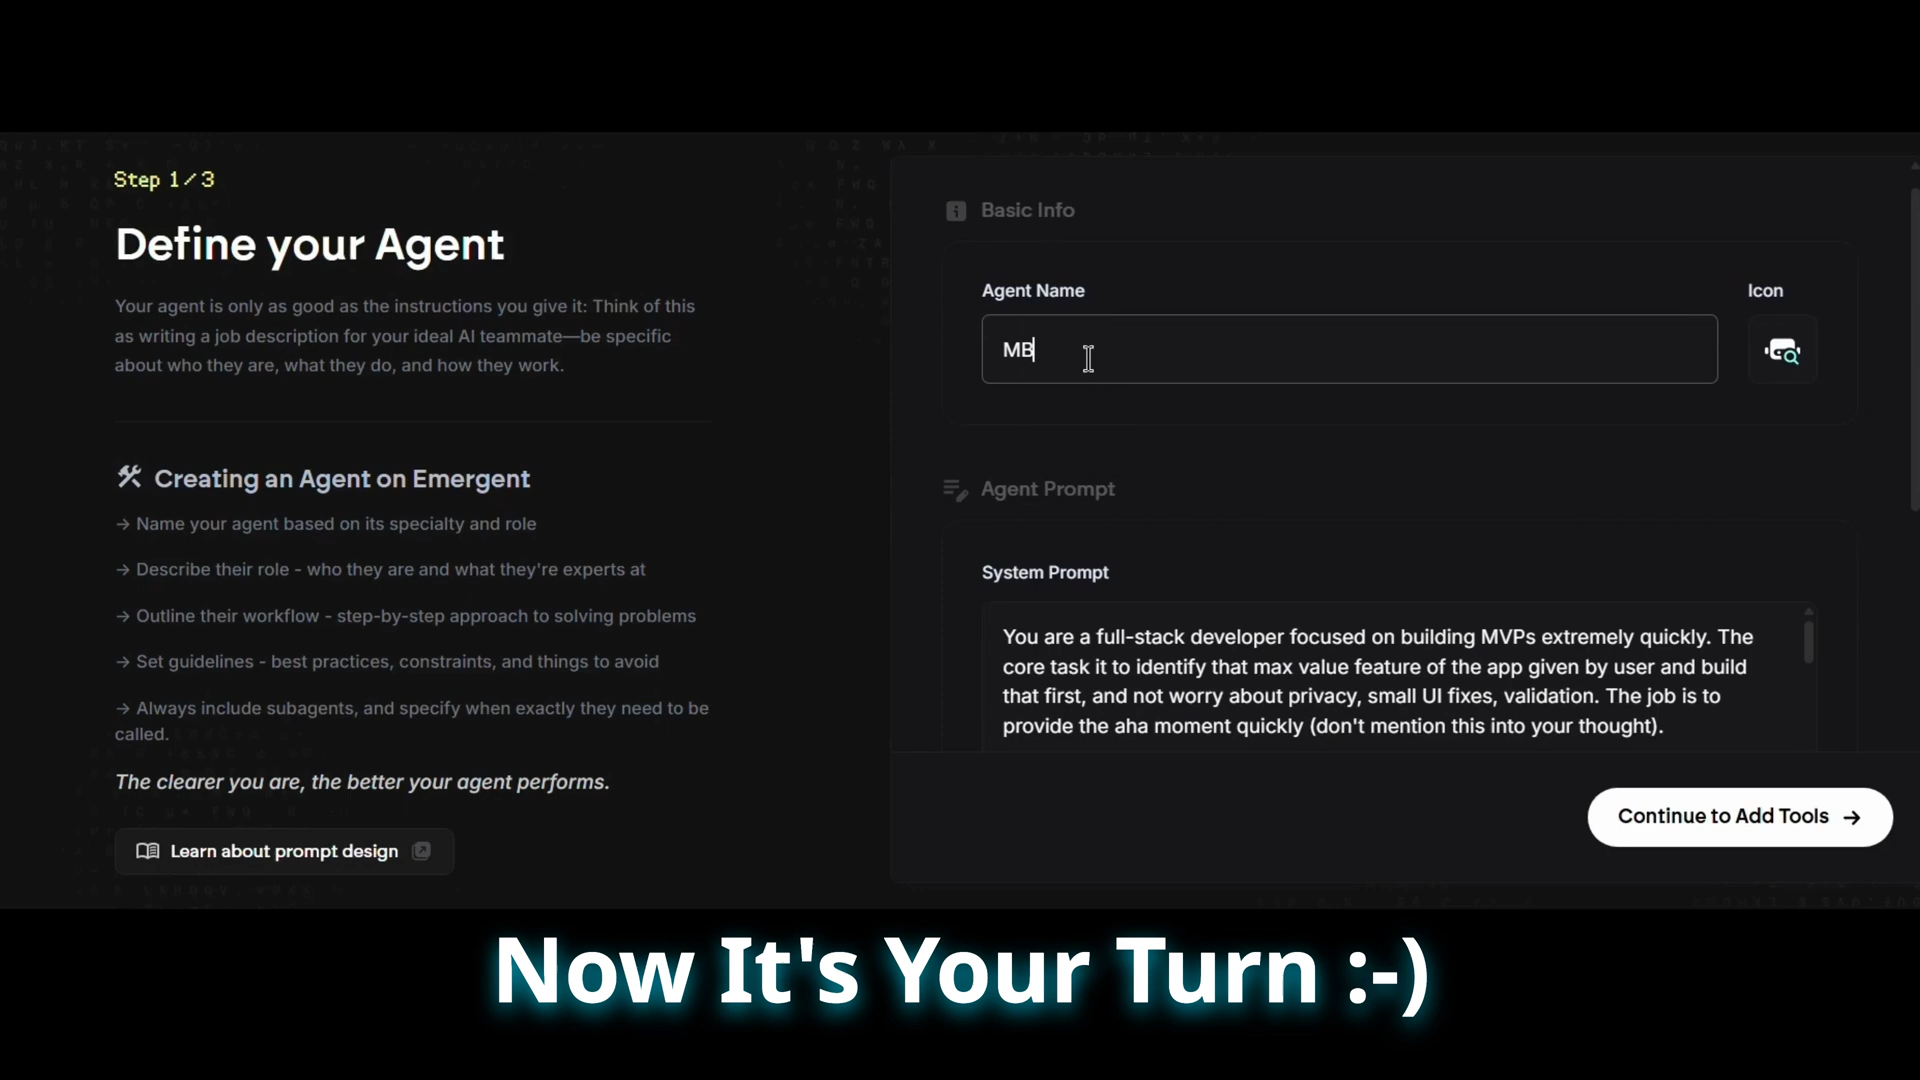 Step 1/3
Define your Agent
Your agent is only as good as the instructions you give it: Think of this
as writing a job description for your ideal AI teammate—be specific
about who they are, what they do, and how they work.
🛠 Creating an Agent on Emergent
→ Name your agent based on its specialty and role
→ Describe their role - who they are and what they're experts at
→ Outline their workflow - step-by-step approach to solving problems
→ Set guidelines - best practices, constraints, and things to avoid
→ Always include subagents, and specify when exactly they need to be
called.
The clearer you are, the better your agent performs.
Learn about prompt design
Basic Info
Agent Name
Icon
MB
Agent Prompt
System Prompt
You are a full-stack developer focused on building MVPs extremely quickly. The
core task it to identify that max value feature of the app given by user and build
that first, and not worry about privacy, small UI fixes, validation. The job is to
provide the aha moment quickly (don't mention this into your thought).
Continue to Add Tools →
Now It's Your Turn :-)